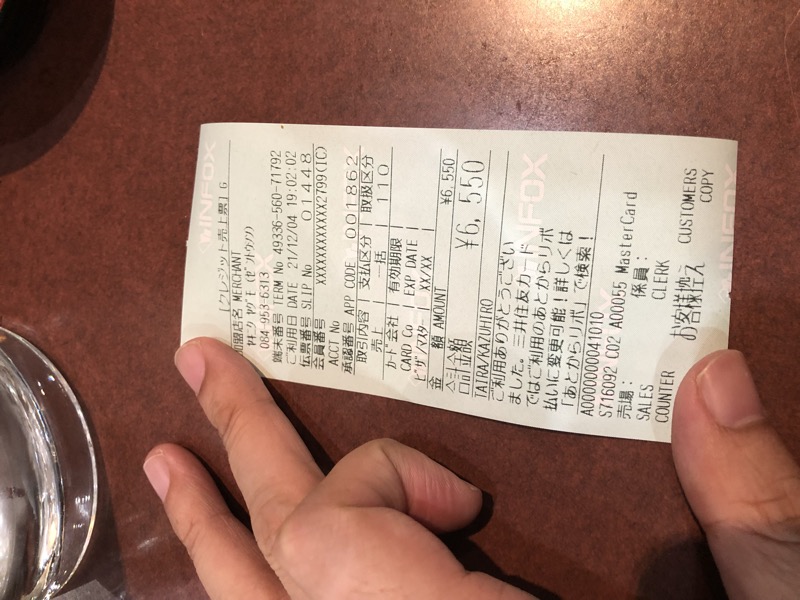 INFOX
[クレジット売上票] G
加盟店名 MERCHANT
ヤキニク ヤグモ (ゼントウノソ)
084-953-6313
端末番号 TERM No 49336-560-71792
ご利用日 DATE 21/12/04 19:02:02
伝票番号 SLIP No 01448
会員番号 XXXXXXXXXXXX2799(IC)
ACCT No
承認番号 APP CODE 001862
取引内容 | 支払区分 | 取扱区分
売上 | 一括 | 110
カード会社 | 有効期限 |
CARD Co | EXP DATE |
ビザ/マスター | XX/XX |
金 額 AMOUNT ¥6,550
合計金額 ¥6,550
TAIRA/KAZUHIRO
ご利用ありがとうござい
ました。三井住友カード
ではご利用のあとからリボ
払いに変更可能!詳しくは
「あとからリボ」で検索!
A0000000041010
S716092 C02 A00055 MasterCard
売場: 係員:
SALES CLERK
COUNTER
お客様控え CUSTOMERS
COPY
INFOX